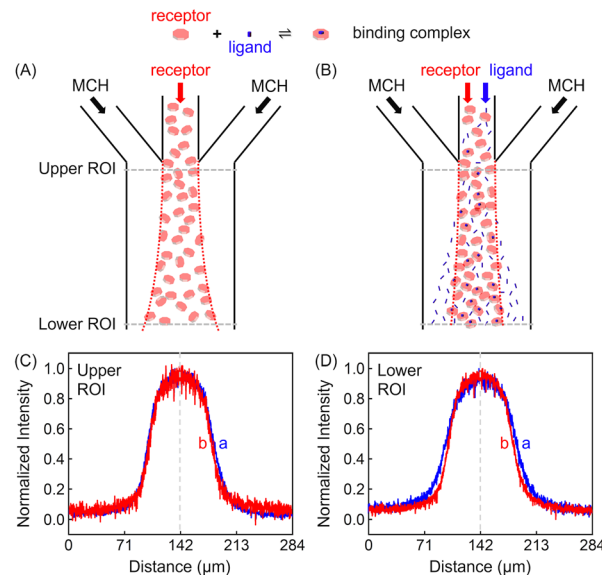 receptor
+
ligand
⇌
binding complex
(A)
receptor
MCH
MCH
Upper ROI
Lower ROI
(B)
receptor
ligand
MCH
MCH
(C)
Upper
ROI
b
a
Normalized Intensity
1.0
0.8
0.6
0.4
0.2
0.0
0
71
142
213
284
Distance (μm)
(D)
Lower
ROI
b
a
Normalized Intensity
1.0
0.8
0.6
0.4
0.2
0.0
0
71
142
213
284
Distance (μm)